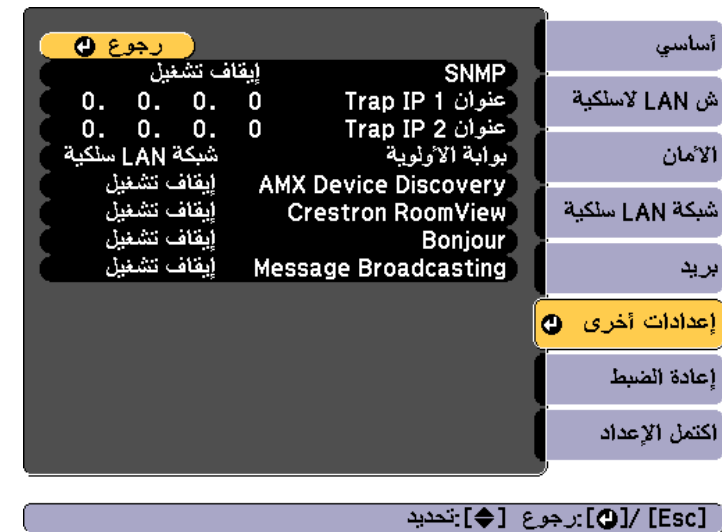 رجوع
SNMP إيقاف تشغيل
عنوان Trap IP 1 0. 0. 0. 0
عنوان Trap IP 2 0. 0. 0. 0
بوابة الأولوية شبكة LAN سلكية
AMX Device Discovery إيقاف تشغيل
Crestron RoomView إيقاف تشغيل
Bonjour إيقاف تشغيل
Message Broadcasting إيقاف تشغيل
أساسي
ش LAN لاسلكية
الأمان
شبكة LAN سلكية
بريد
إعدادات أخرى
إعادة الضبط
اكتمل الإعداد
[Esc] /[]:رجوع []:تحديد